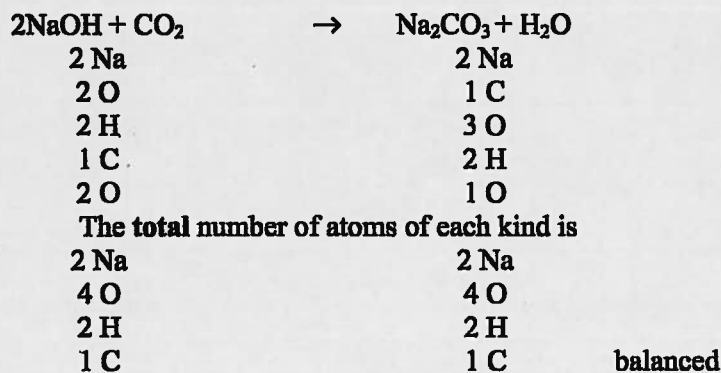 2NaOH + CO₂ → Na₂CO₃ + H₂O
2 Na 2 Na
2 O 1 C
2 H 3 O
1 C 2 H
2 O 1 O
The total number of atoms of each kind is
2 Na 2 Na
4 O 4 O
2 H 2 H
1 C 1 C balanced